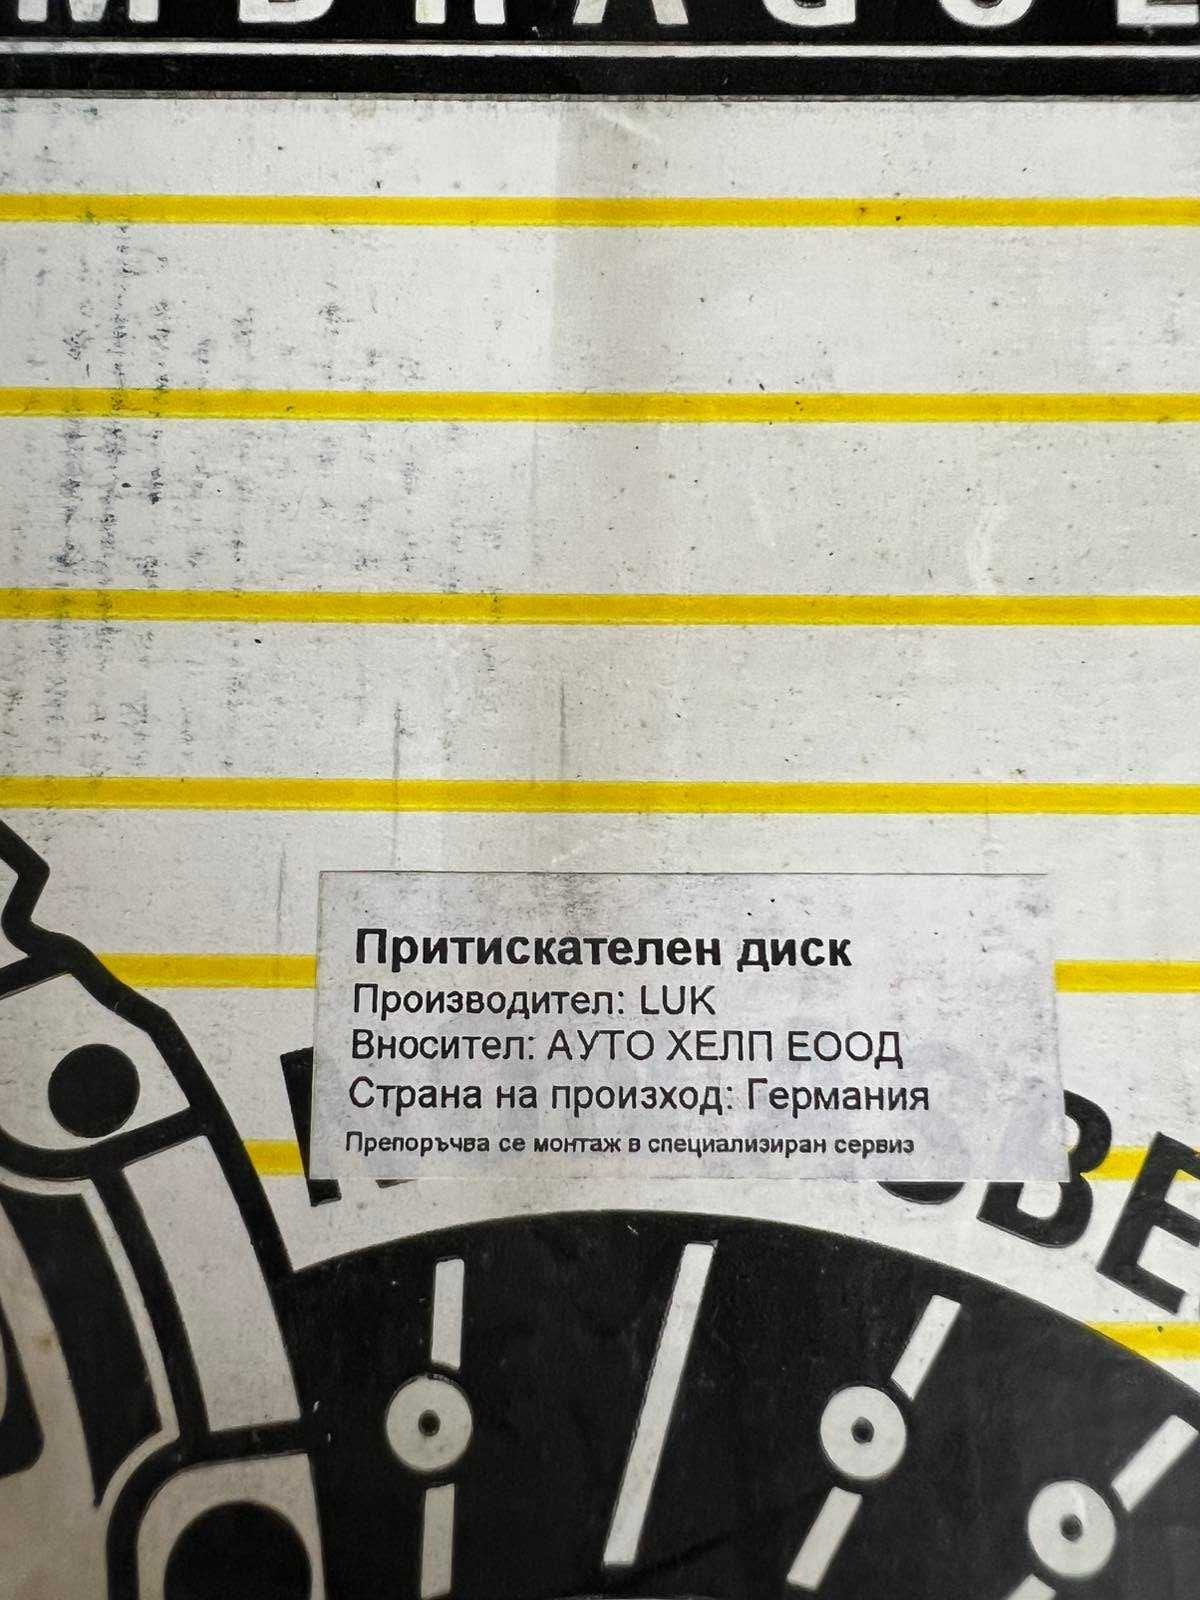 Притискателен диск
Производител: LUK
Вносител: АУТО ХЕЛП ЕООД
Страна на произход: Германия
Препоръчва се монтаж в специализиран сервиз